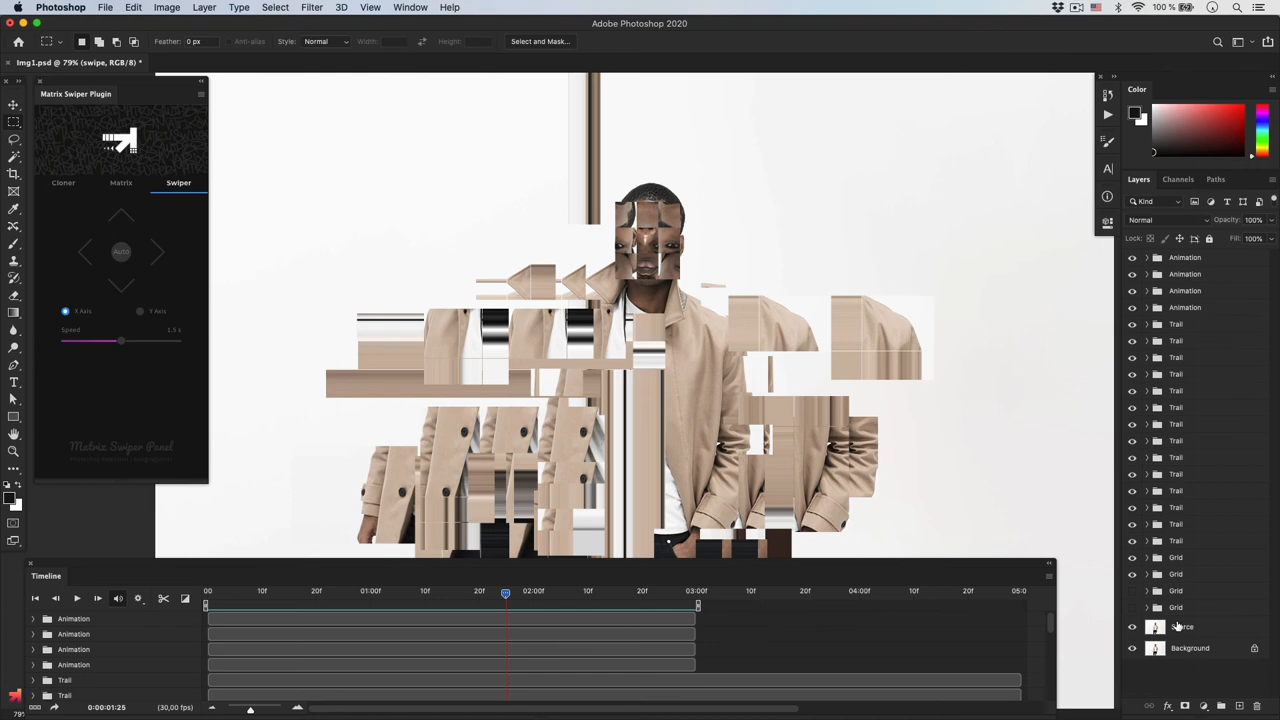 Photoshop File Edit Image Layer Type Select Filter 3D View Window Help 100 %
Adobe Photoshop 2020
Feather: 0 px Anti-alias Style: Normal Width: Height: Select and Mask...
Img1.psd @ 79% (swipe, RGB/8) *
Matrix Swiper Plugin
Cloner Matrix Swiper
Auto
X Axis Y Axis
Speed 1.5 s
Matrix Swiper Panel
Color
Layers Channels Paths
Kind
Normal Opacity: 100%
Lock: Fill: 100%
Animation
Animation
Animation
Animation
Trail
Trail
Trail
Trail
Trail
Trail
Trail
Trail
Trail
Trail
Trail
Trail
Trail
Trail
Grid
Grid
Grid
Grid
Background
Timeline
00 10f 20f 01:00f 10f 20f 02:00f 10f 20f 03:00f 10f 20f 04:00f 10f 20f 05:0
Animation
Animation
Animation
Animation
Trail
Trail
0:00:01:25 (30,00 fps)